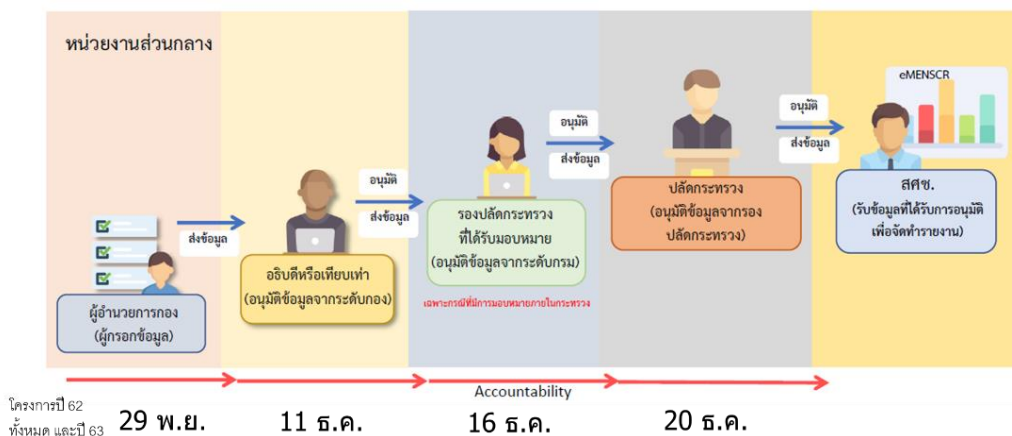 หน่วยงานส่วนกลาง
ส่งข้อมูล
ผู้อำนวยการกอง
(ผู้กรอกข้อมูล)
อนุมัติ
ส่งข้อมูล
อธิบดีหรือเทียบเท่า
(อนุมัติข้อมูลจากระดับกอง)
อนุมัติ
ส่งข้อมูล
รองปลัดกระทรวง
ที่ได้รับมอบหมาย
(อนุมัติข้อมูลจากระดับกรม)
เฉพาะกรณีที่มีการมอบหมายภายในกระทรวง
อนุมัติ
ส่งข้อมูล
ปลัดกระทรวง
(อนุมัติข้อมูลจากรอง
ปลัดกระทรวง)
eMENSCR
สศช.
(รับข้อมูลที่ได้รับการอนุมัติ
เพื่อจัดทำรายงาน)
Accountability
โครงการปี 62
ทั้งหมด และปี 63
29 พ.ย.
11 ธ.ค.
16 ธ.ค.
20 ธ.ค.